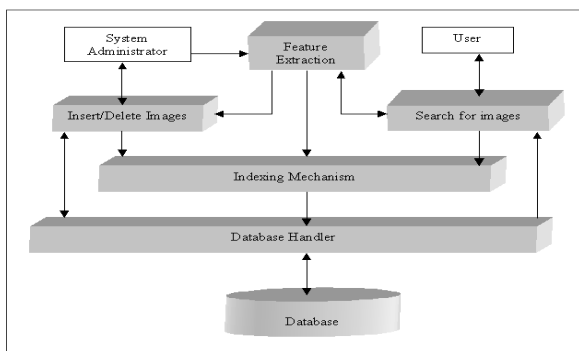 System
Administrator
Feature
Extraction
User
Insert/Delete Images
Search for images
Indexing Mechanism
Database Handler
Database